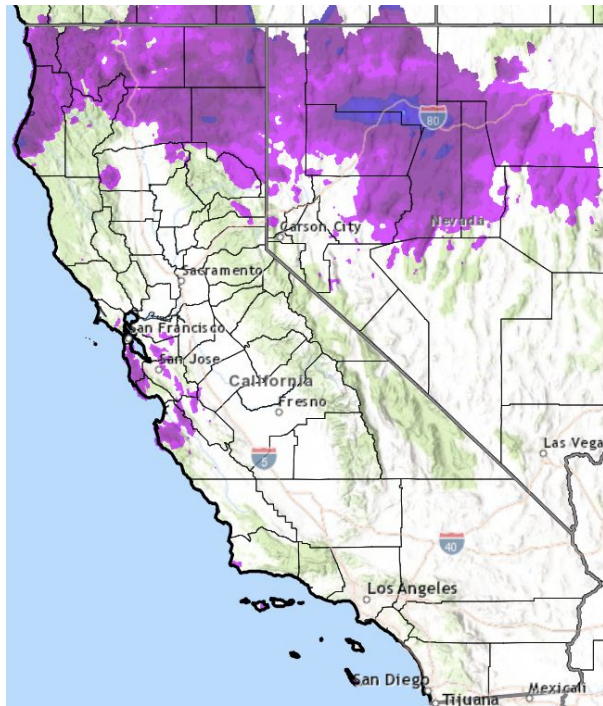 80
Nevada
Carson City
Sacramento
San Francisco
San Jose
California
Fresno
Las Vega
5
40
Los Angeles
San Diego
Tijuana
Mexicali